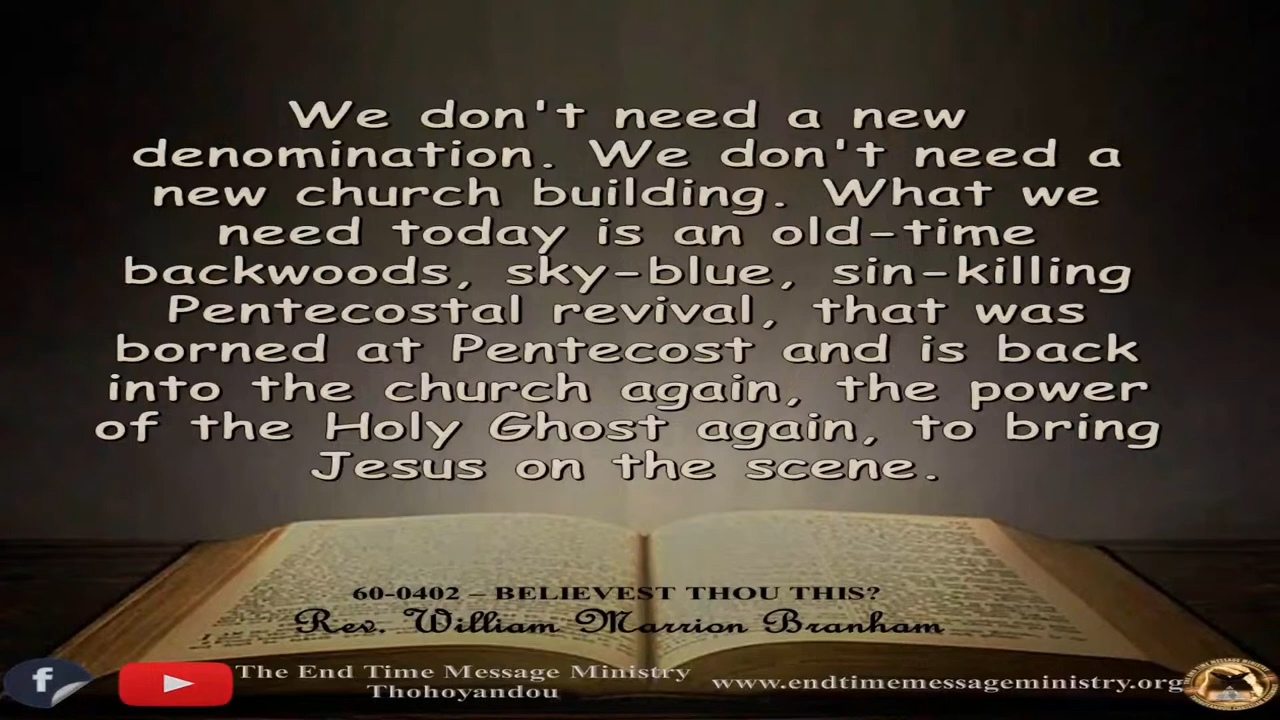 We don't need a new
denomination. We don't need a
new church building. What we
need today is an old-time
backwoods, sky-blue, sin-killing
Pentecostal revival, that was
borned at Pentecost and is back
into the church again, the power
of the Holy Ghost again, to bring
Jesus on the scene.
60-0402 – BELIEVEST THOU THIS?
Rev. William Marrion Branham
The End Time Message Ministry
Thohoyandou
www.endtimemessageministry.org